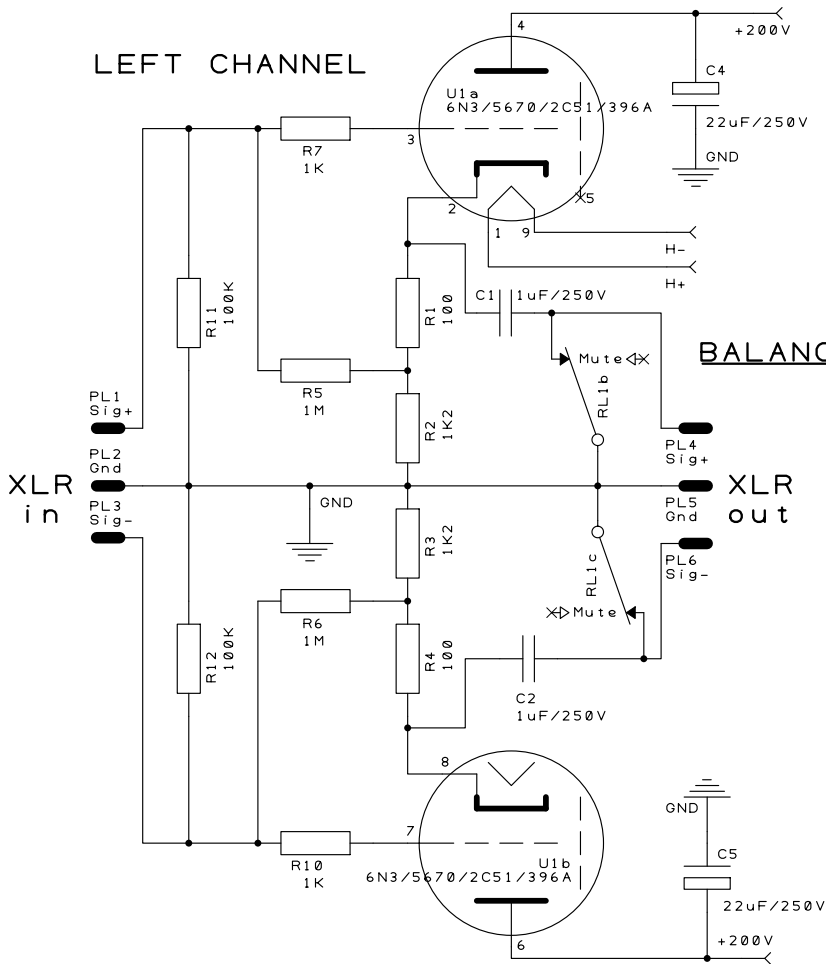 LEFT CHANNEL
4
+200V
C4
22uF/250V
GND
U1a
6N3/5670/2C51/396A
3
R7
1K
2
5
1
9
H-
H+
R11
100K
R1
100
C1
1uF/250V
Mute
RL1b
BALANC
R5
1M
R2
1K2
PL1
Sig+
PL2
Gnd
PL3
Sig-
XLR
in
GND
PL4
Sig+
PL5
Gnd
PL6
Sig-
XLR
out
R3
1K2
RL1c
Mute
R6
1M
R12
100K
R4
100
C2
1uF/250V
8
7
R10
1K
U1b
6N3/5670/2C51/396A
6
GND
C5
22uF/250V
+200V